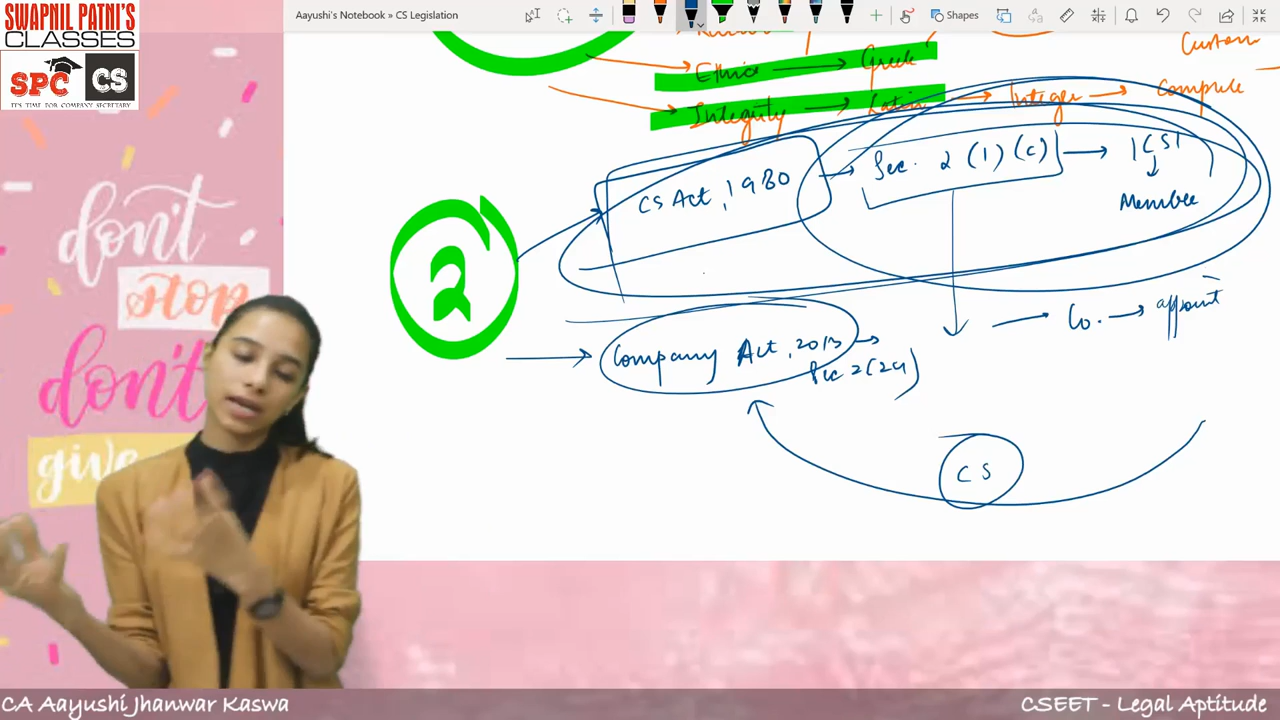 SWAPNIL PATNI'S
CLASSES
SPC CS
IT'S TIME FOR COMPANY SECRETARY
Aayushi's Notebook » CS Legislation
Shapes
Custom
Ethics → Greek
Integrity → Latin → Integer → Compute
CS Act, 1980 → Sec. 2 (1) (c) → ICSI
Member
2
Co. → appoint
Company Act, 2013 →
Sec 2(24)
CS
don't
stop
don't
give
CA Aayushi Jhanwar Kaswa
CSEET - Legal Aptitude